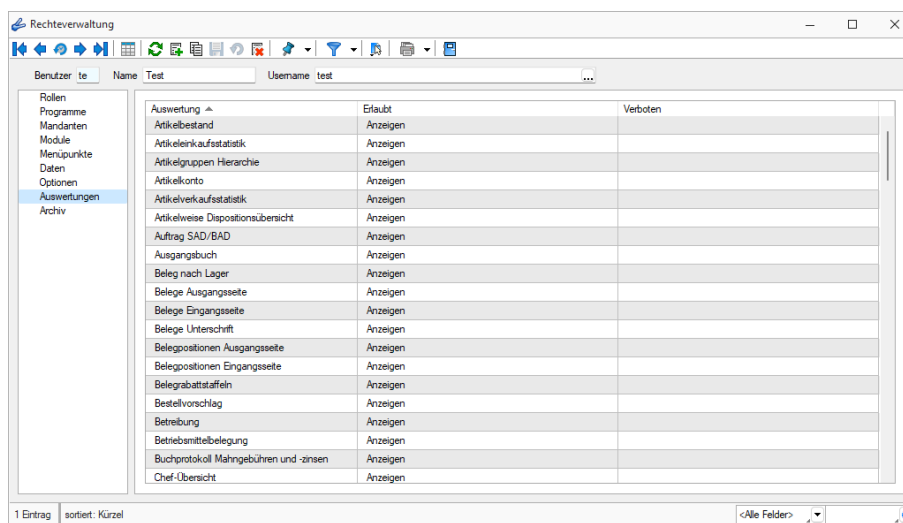 Rechteverwaltung
Benutzer te Name Test Username test ...
Rollen
Programme
Mandanten
Module
Menüpunkte
Daten
Optionen
Auswertungen
Archiv
Auswertung Erlaubt Verboten
Artikelbestand Anzeigen
Artikeleinkaufsstatistik Anzeigen
Artikelgruppen Hierarchie Anzeigen
Artikelkonto Anzeigen
Artikelverkaufsstatistik Anzeigen
Artikelweise Dispositionsübersicht Anzeigen
Auftrag SAD/BAD Anzeigen
Ausgangsbuch Anzeigen
Beleg nach Lager Anzeigen
Belege Ausgangsseite Anzeigen
Belege Eingangsseite Anzeigen
Belege Unterschrift Anzeigen
Belegpositionen Ausgangsseite Anzeigen
Belegpositionen Eingangsseite Anzeigen
Belegrabattstaffeln Anzeigen
Bestellvorschlag Anzeigen
Betreibung Anzeigen
Betriebsmittelbelegung Anzeigen
Buchprotokoll Mahngebühren und -zinsen Anzeigen
Chef-Übersicht Anzeigen
1 Eintrag sortiert: Kürzel <Alle Felder>